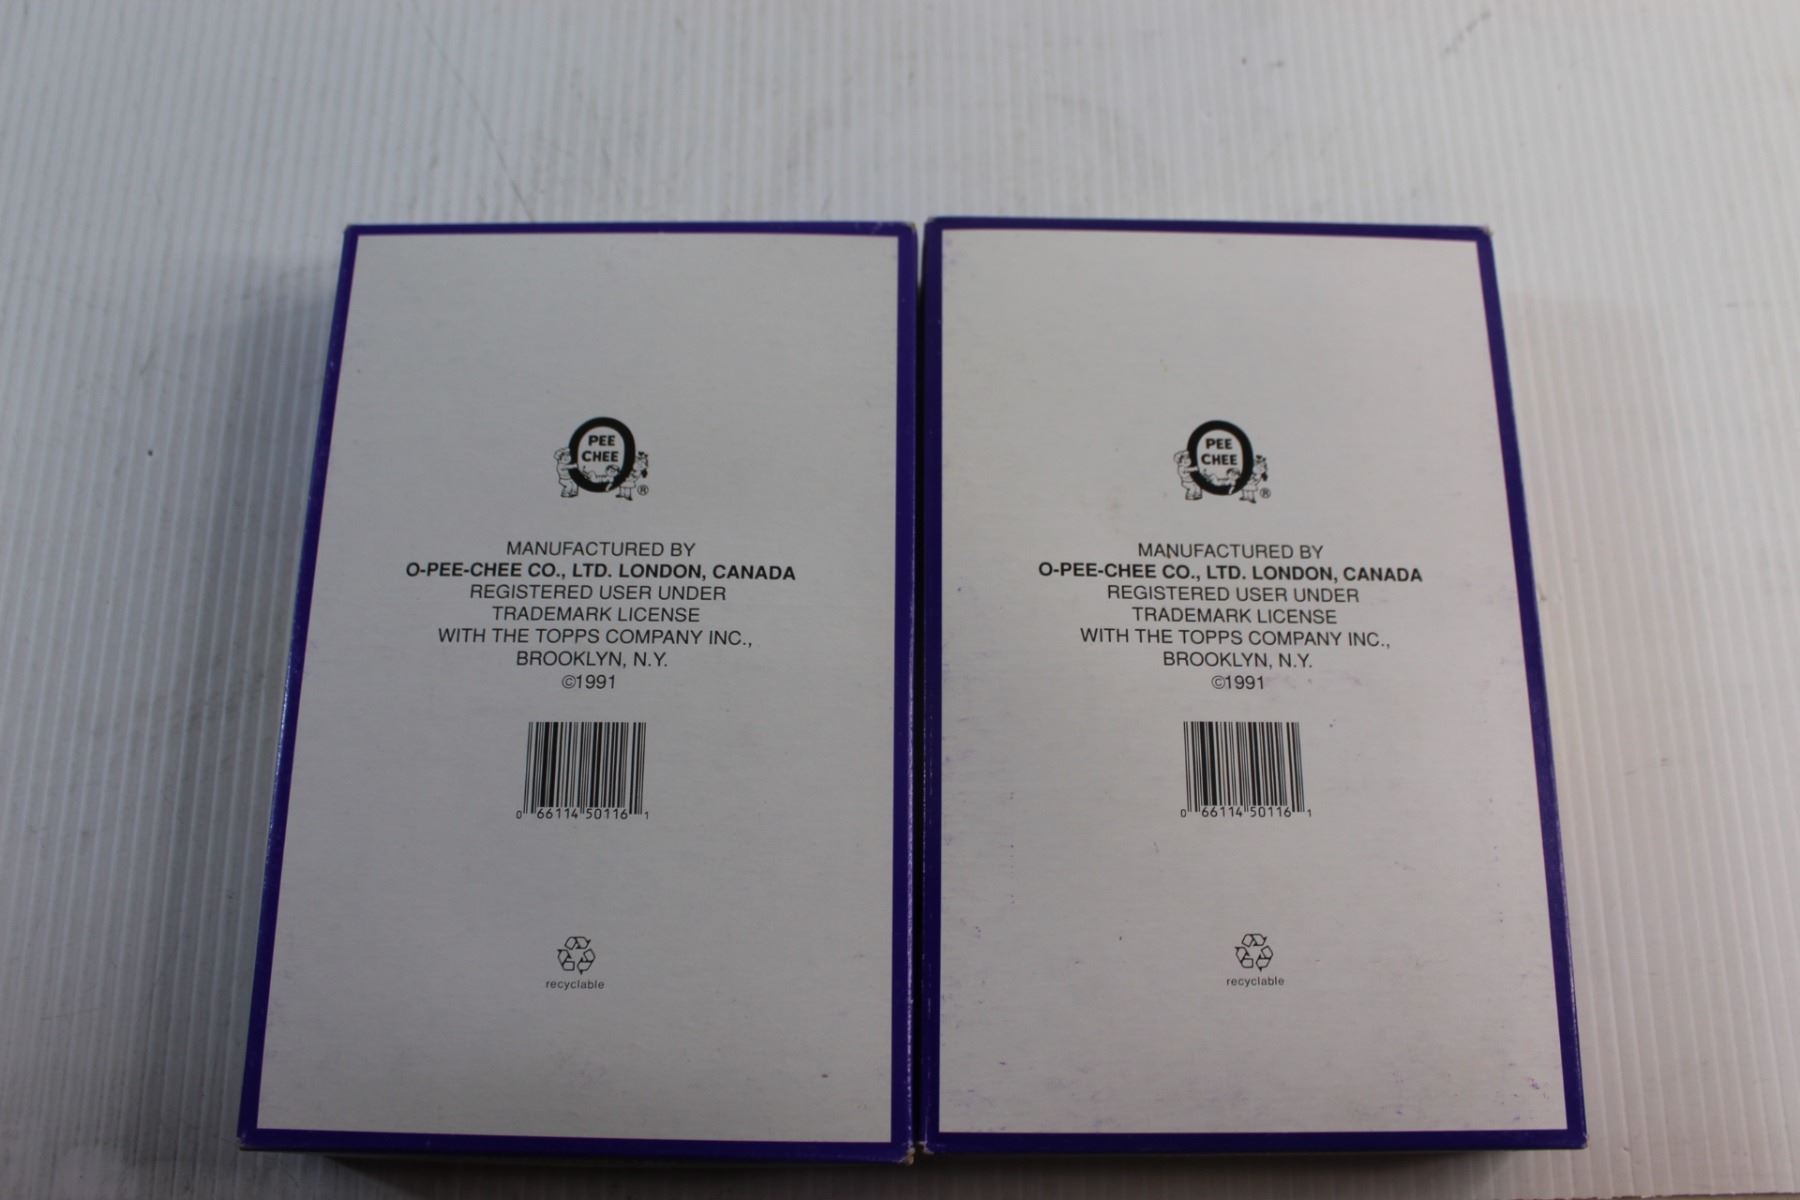 PEE
CHEE
®
MANUFACTURED BY
O-PEE-CHEE CO., LTD. LONDON, CANADA
REGISTERED USER UNDER
TRADEMARK LICENSE
WITH THE TOPPS COMPANY INC.,
BROOKLYN, N.Y.
©1991
0 66114 50116 1
recyclable
PEE
CHEE
®
MANUFACTURED BY
O-PEE-CHEE CO., LTD. LONDON, CANADA
REGISTERED USER UNDER
TRADEMARK LICENSE
WITH THE TOPPS COMPANY INC.,
BROOKLYN, N.Y.
©1991
0 66114 50116 1
recyclable